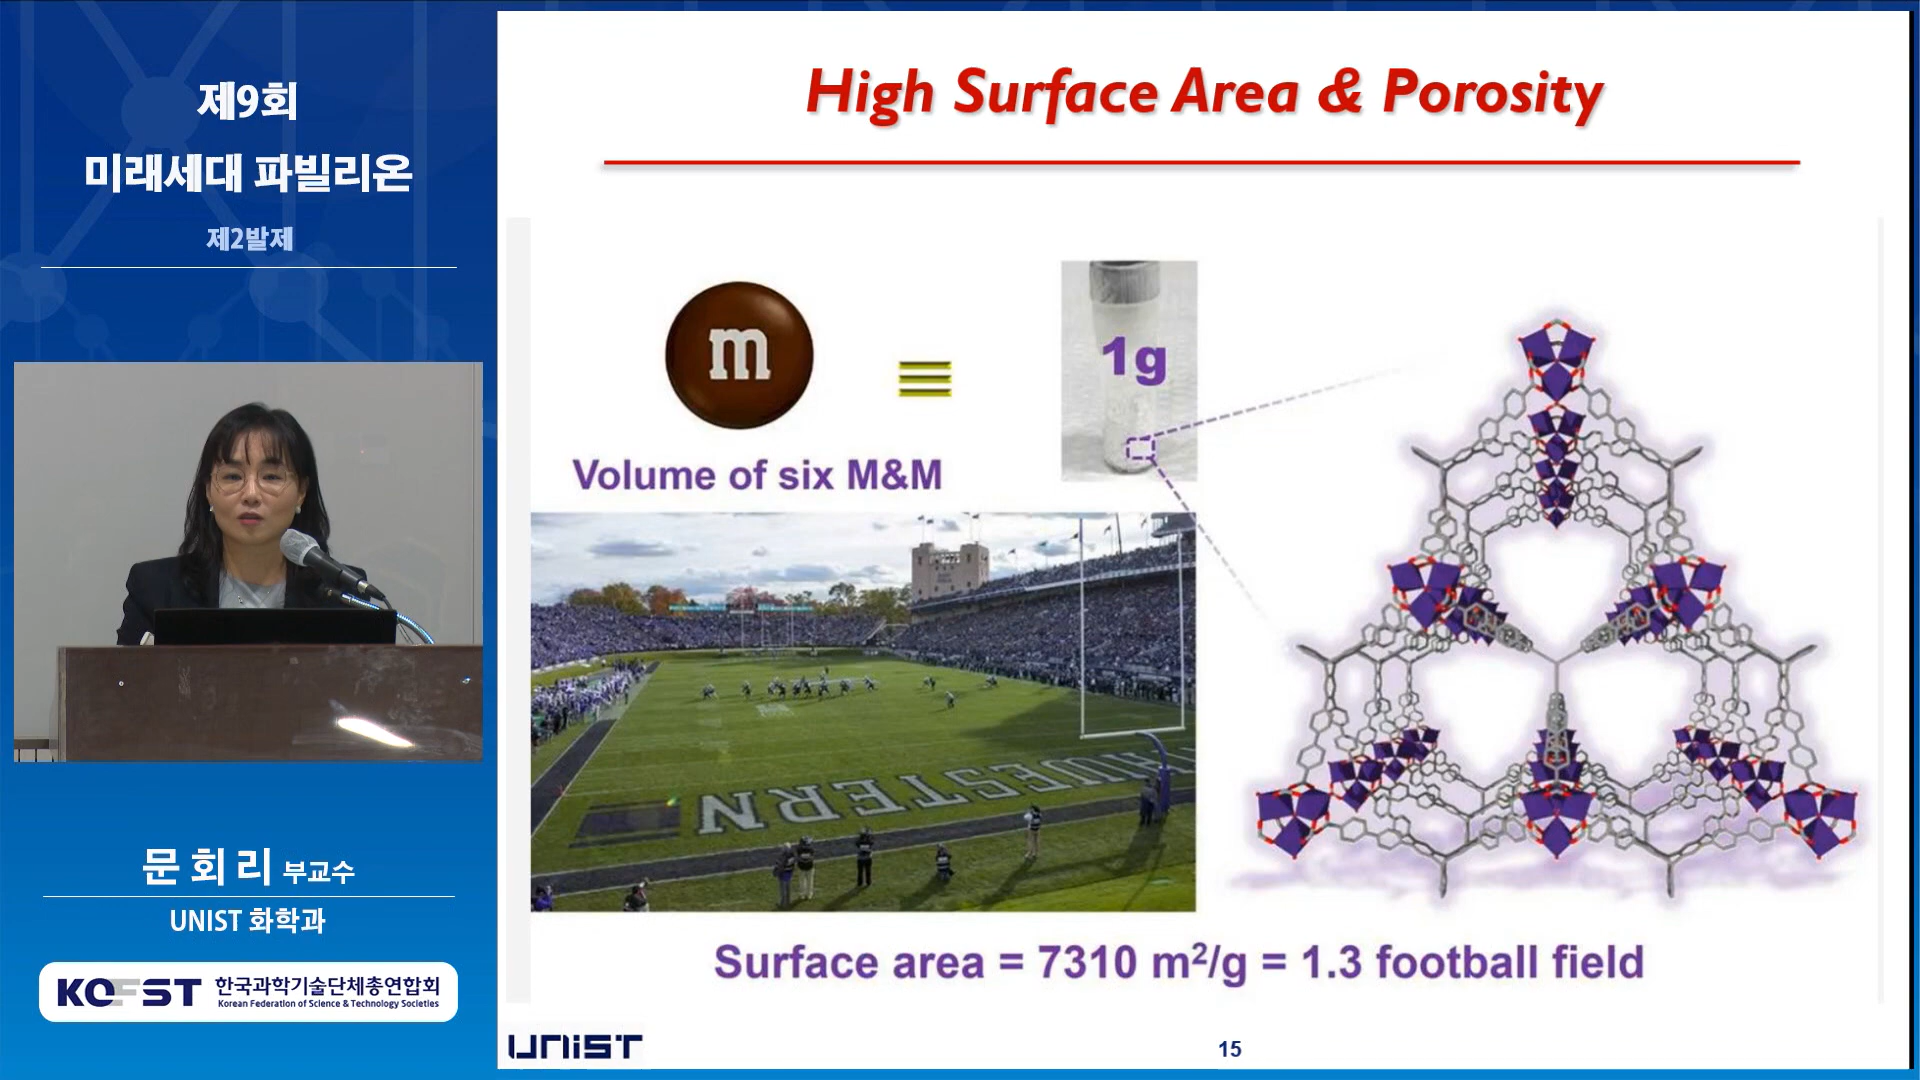 제9회
미래세대 파빌리온
제2발제
문 회 리 부교수
UNIST 화학과
KOFST 한국과학기술단체총연합회
Korean Federation of Science & Technology Societies
High Surface Area & Porosity
m
1g
Volume of six M&M
Surface area = 7310 m²/g = 1.3 football field
UNIST
15